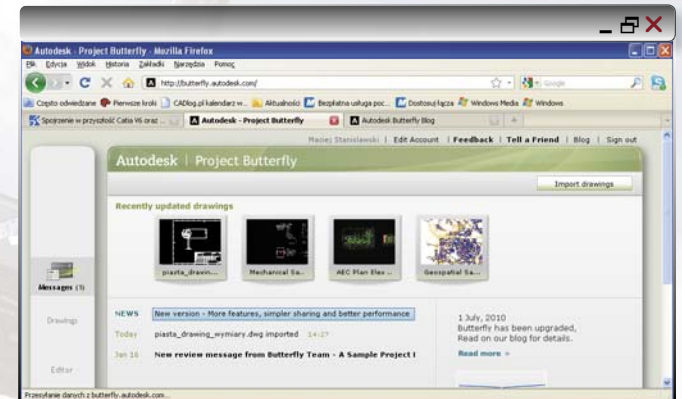 Autodesk - Project Butterfly - Mozilla Firefox
Plik Edycja Widok Historia Zakładki Narzędzia Pomoc
http://butterfly.autodesk.com/
Google
Często odwiedzane Pierwsze kroki CADblog.pl kalendarz w... Aktualności Bezpłatna usługa poc... Dostosuj łącza Windows Media Windows
Spojrzenie w przyszłość Catia V6 oraz ... Autodesk - Project Butterfly Autodesk Butterfly Blog
Maciej Stanisławski | Edit Account | Feedback | Tell a Friend | Blog | Sign out
Autodesk | Project Butterfly
Import drawings
Recently updated drawings
piasta_drawin... Mechanical Sa... AEC Plan Elev ... Geospatial Sa...
Messages (1)
Drawings
Editor
NEWS New version - More features, simpler sharing and better performance
Today piasta_drawing_wymiary.dwg imported 14:27
Jan 16 New review message from Butterfly Team - A Sample Project I
1 July, 2010
Butterfly has been upgraded,
Read on our blog for details.
Read more »
Przesyłanie danych z butterfly.autodesk.com...